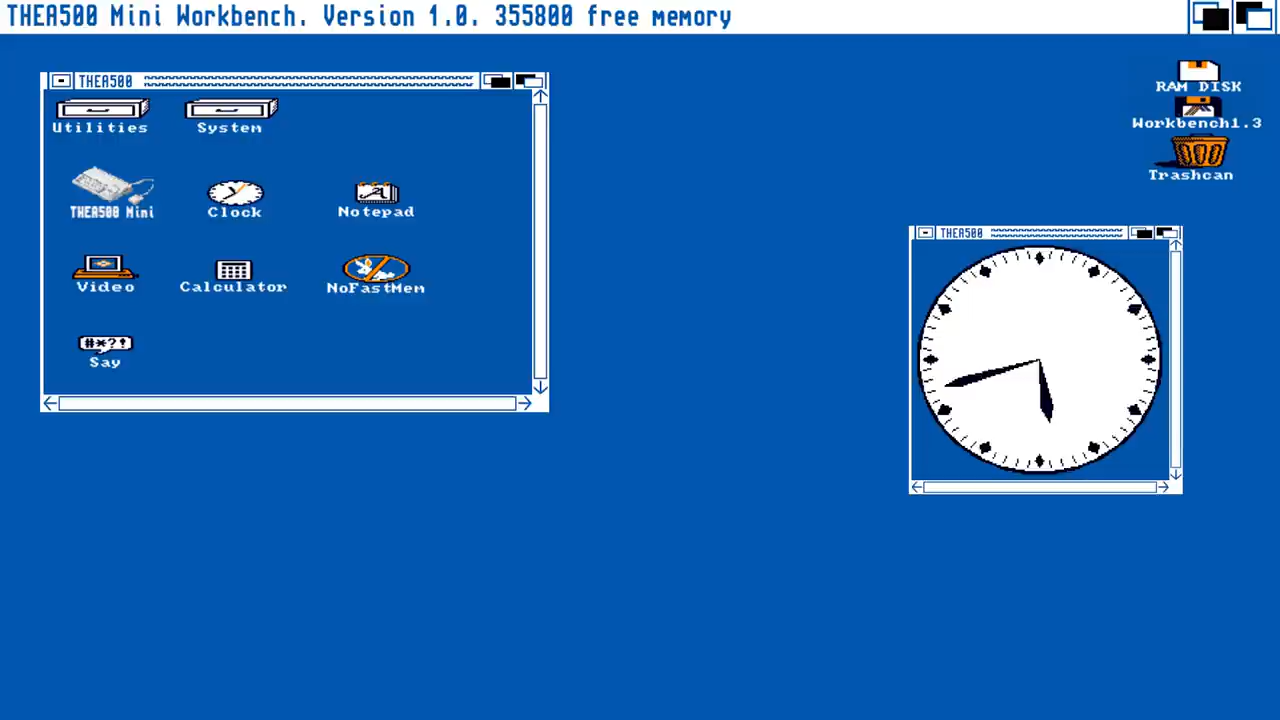 THEA500 Mini Workbench. Version 1.0. 355800 free memory
THEA500
Utilities System
THEA500 Mini Clock Notepad
Video Calculator NoFastMem
#*?!
Say
RAM DISK
Workbench1.3
Trashcan
THEA500